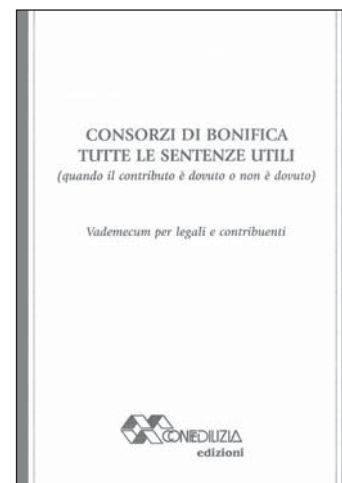 CONSORZI DI BONIFICA
TUTTE LE SENTENZE UTILI
(quando il contributo è dovuto o non è dovuto)
Vademecum per legali e contribuenti
CONFEDILIZIA
edizioni